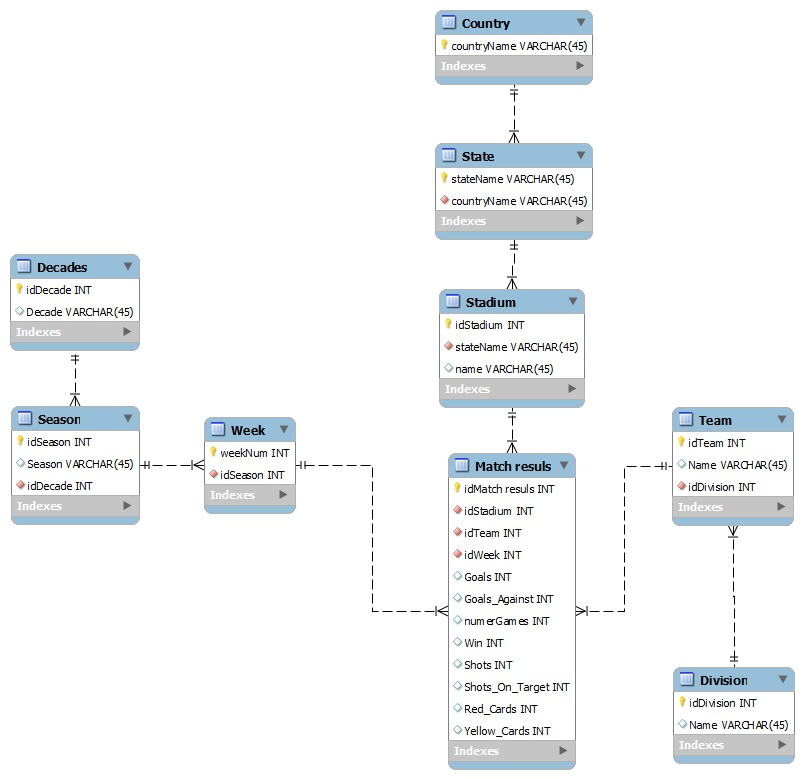 Country
countryName VARCHAR(45)
Indexes
State
stateName VARCHAR(45)
countryName VARCHAR(45)
Indexes
Decades
idDecade INT
Decade VARCHAR(45)
Indexes
Stadium
idStadium INT
stateName VARCHAR(45)
name VARCHAR(45)
Indexes
Season
idSeason INT
Season VARCHAR(45)
idDecade INT
Indexes
Week
weekNum INT
idSeason INT
Indexes
Match resuls
idMatch resuls INT
idStadium INT
idTeam INT
idWeek INT
Goals INT
Goals_Against INT
numerGames INT
Win INT
Shots INT
Shots_On_Target INT
Red_Cards INT
Yellow_Cards INT
Indexes
Team
idTeam INT
Name VARCHAR(45)
idDivision INT
Indexes
Division
idDivision INT
Name VARCHAR(45)
Indexes